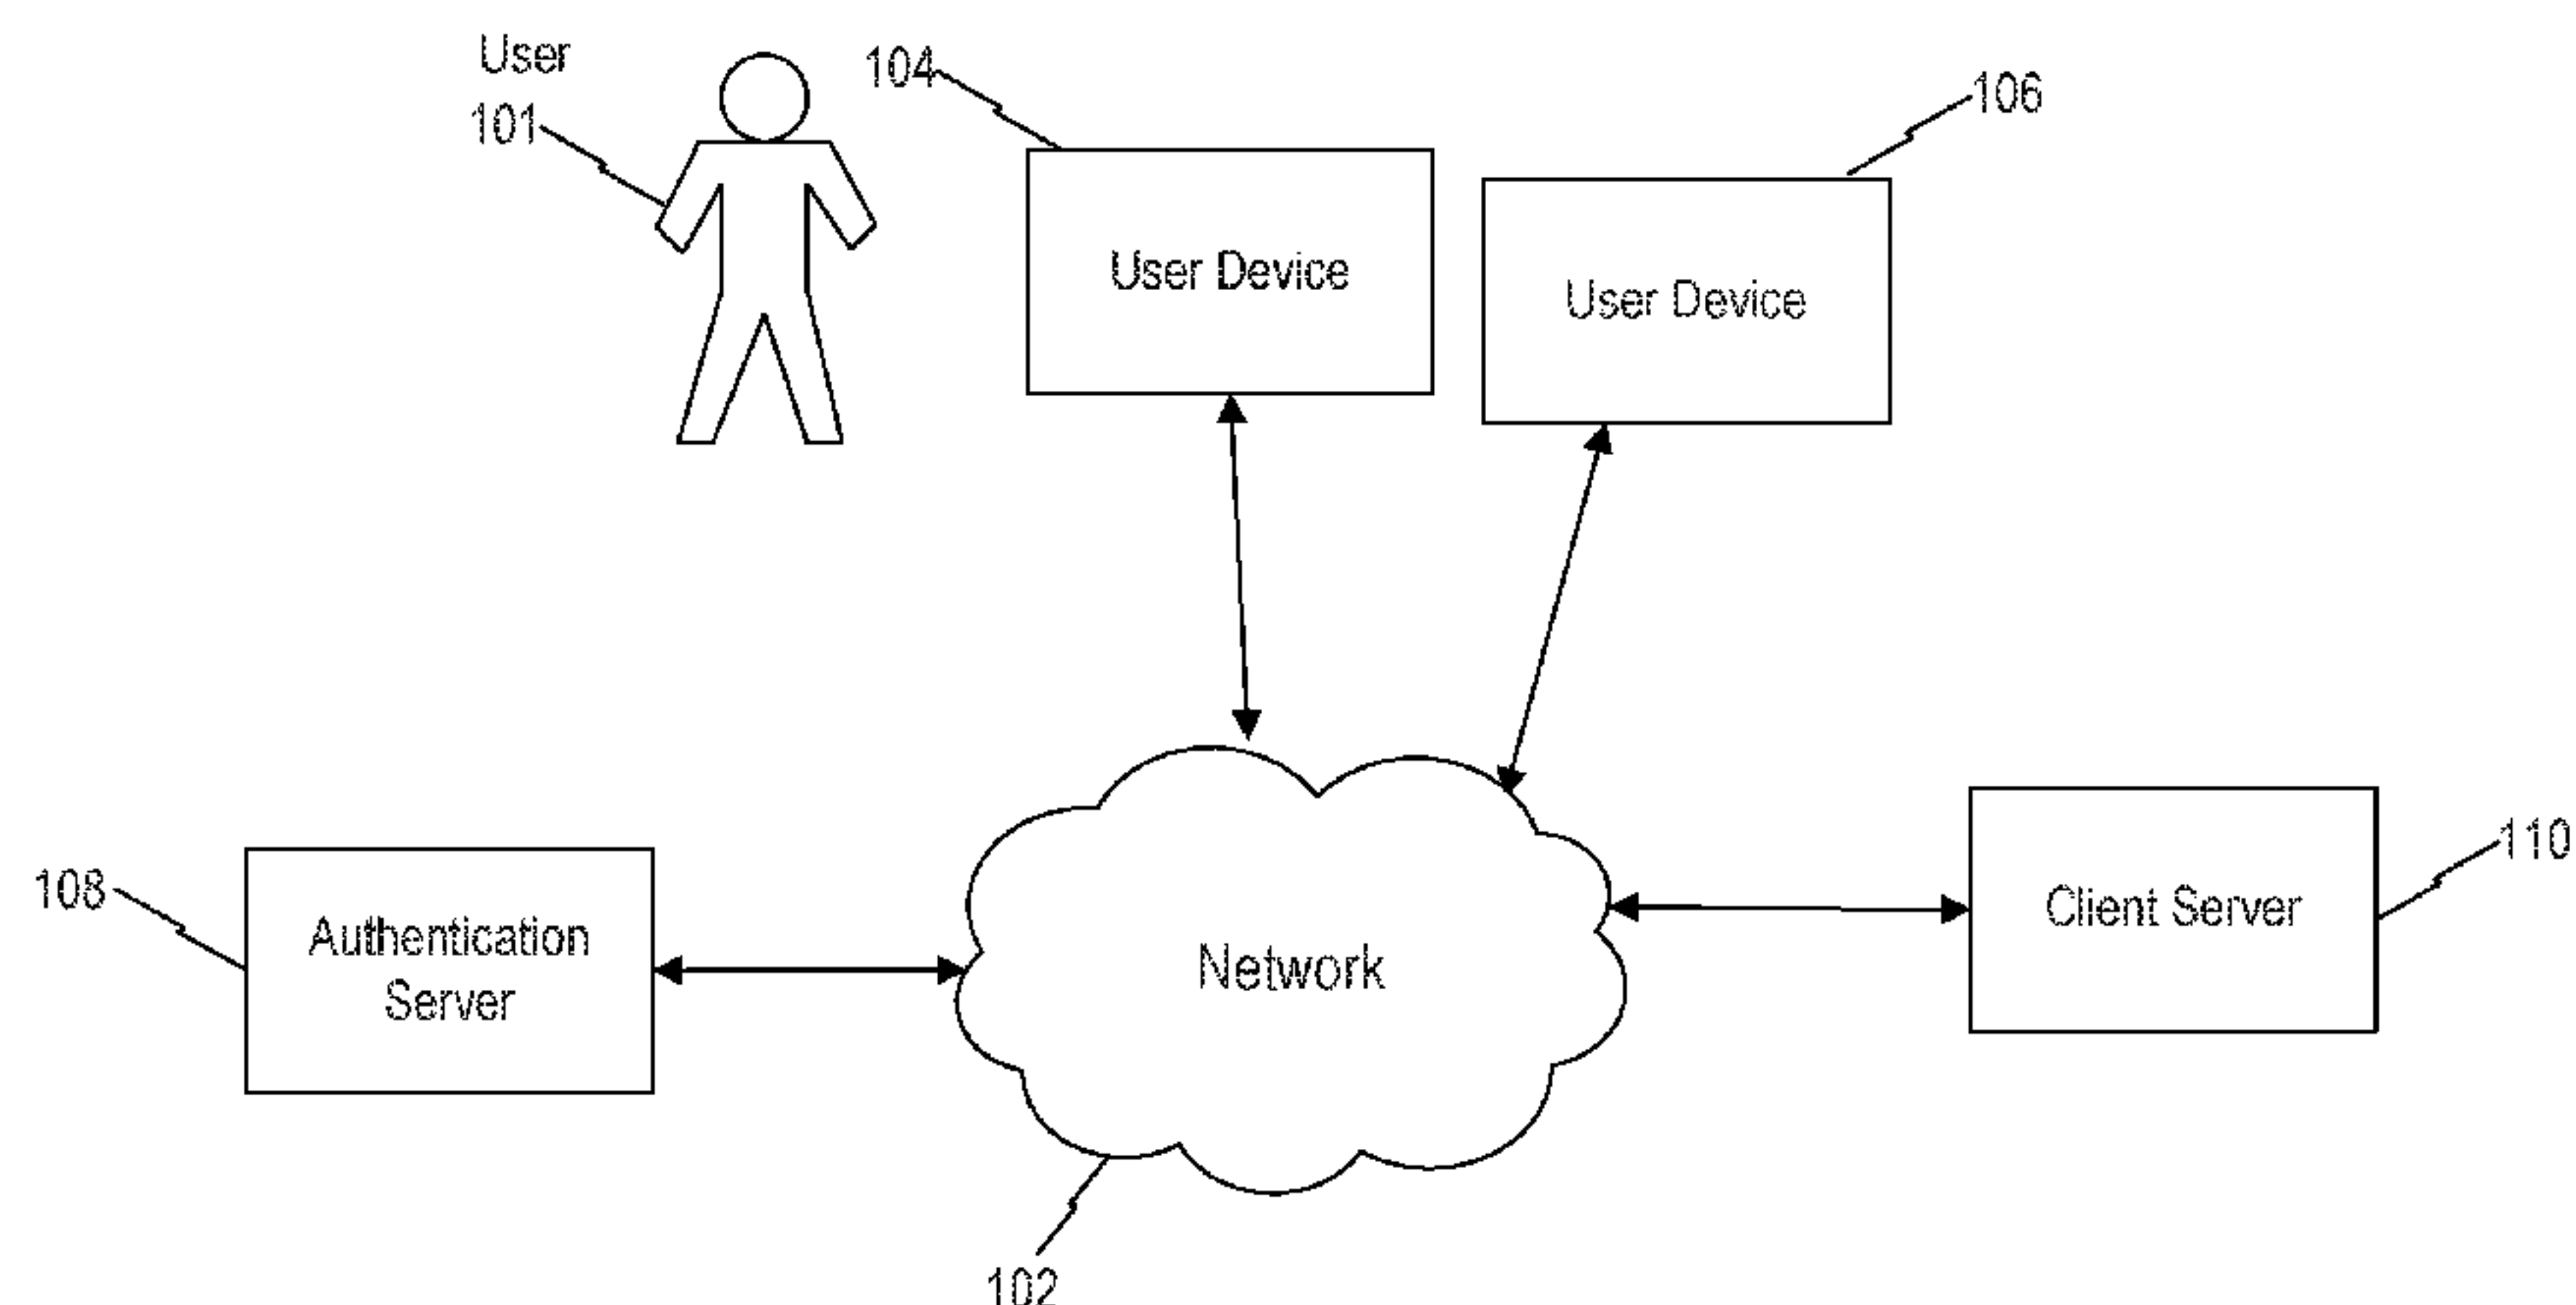 User
101
104
106
User Device
User Device
108
Authentication
Server
Network
Client Server
110
102